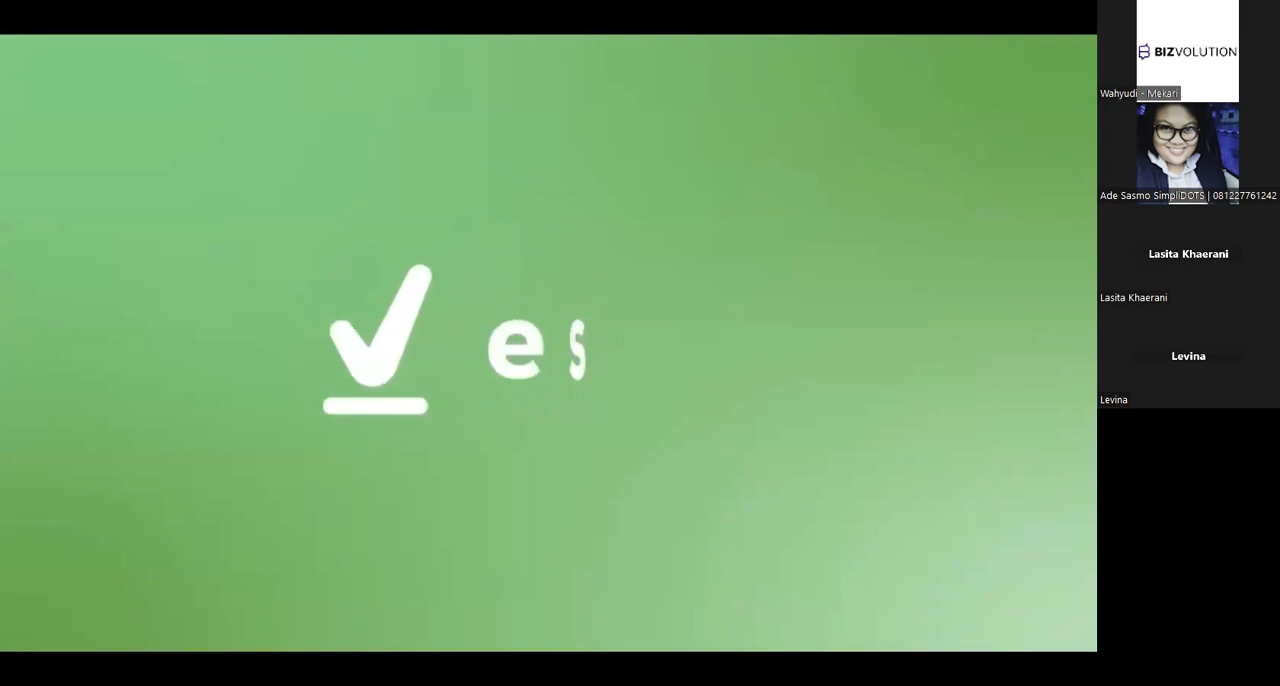 es
BIZVOLUTION
Wahyudi - Mekari
Ade Sasmo SimpliDOTS | 081227761242
Lasita Khaerani
Lasita Khaerani
Levina
Levina